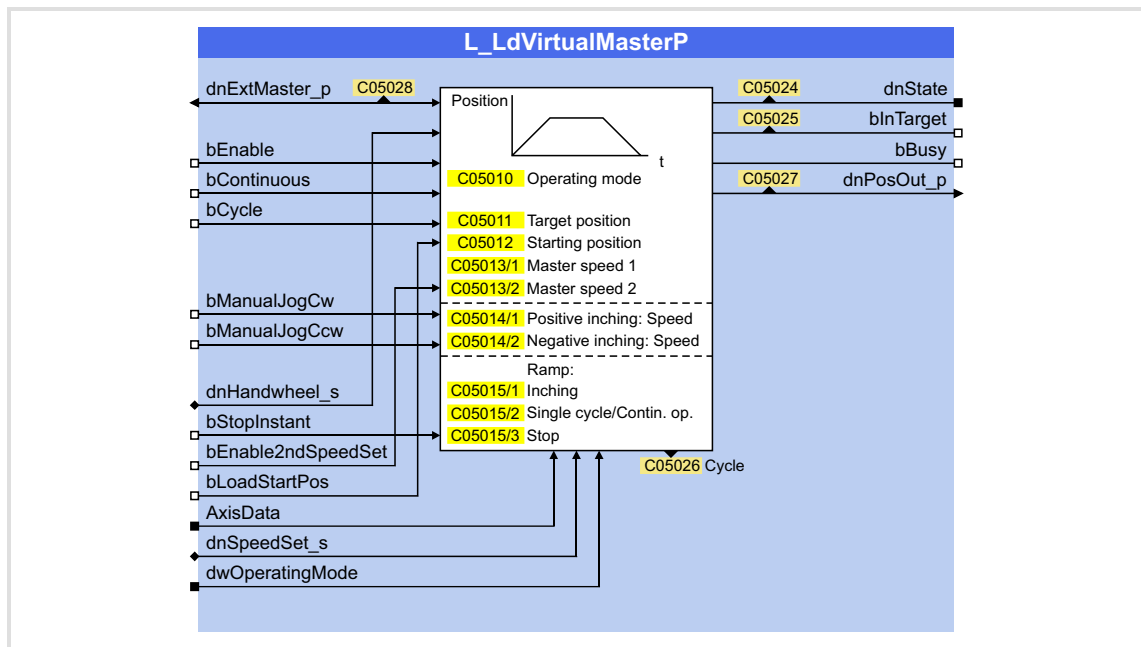 L_LdVirtualMasterP
dnExtMaster_p C05028
bEnable
bContinuous
bCycle
bManualJogCw
bManualJogCcw
dnHandwheel_s
bStopInstant
bEnable2ndSpeedSet
bLoadStartPos
AxisData
dnSpeedSet_s
dwOperatingMode
Position
t
C05010 Operating mode
C05011 Target position
C05012 Starting position
C05013/1 Master speed 1
C05013/2 Master speed 2
C05014/1 Positive inching: Speed
C05014/2 Negative inching: Speed
Ramp:
C05015/1 Inching
C05015/2 Single cycle/Contin. op.
C05015/3 Stop
C05026 Cycle
C05024 dnState
C05025 bInTarget
bBusy
C05027 dnPosOut_p